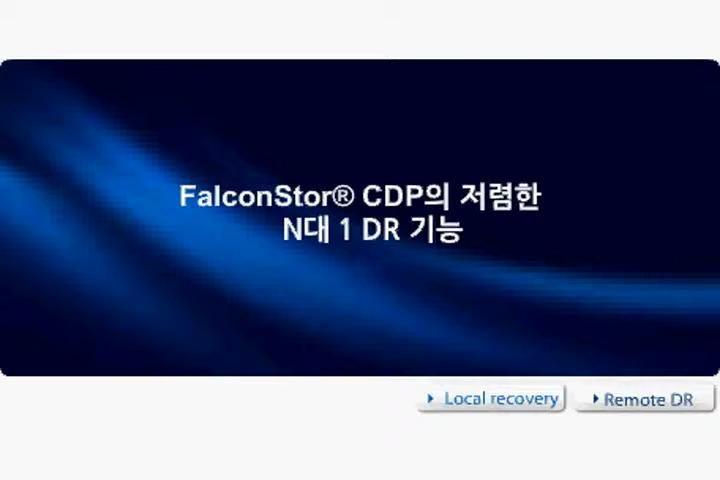 FalconStor® CDP의 저렴한
N대 1 DR 기능
Local recovery
Remote DR